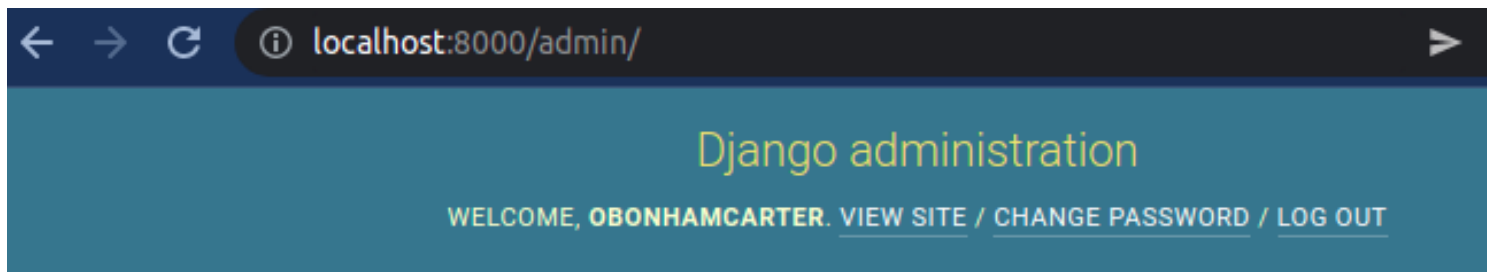 localhost:8000/admin/
Django administration
WELCOME, OBONHAMCARTER. VIEW SITE / CHANGE PASSWORD / LOG OUT